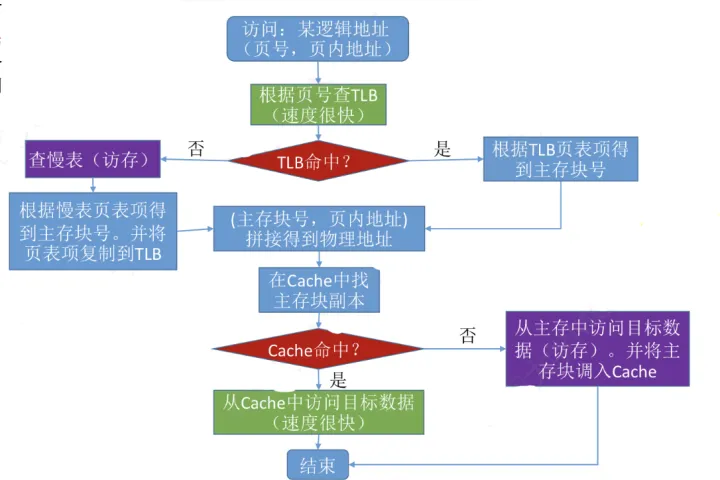 访问：某逻辑地址
（页号，页内地址）
根据页号查TLB
（速度很快）
TLB命中？
否
是
查慢表（访存）
根据TLB页表项得
到主存块号
根据慢表页表项得
到主存块号。并将
页表项复制到TLB
(主存块号，页内地址)
拼接得到物理地址
在Cache中找
主存块副本
Cache命中？
否
是
从主存中访问目标数
据（访存）。并将主
存块调入Cache
从Cache中访问目标数据
（速度很快）
结束